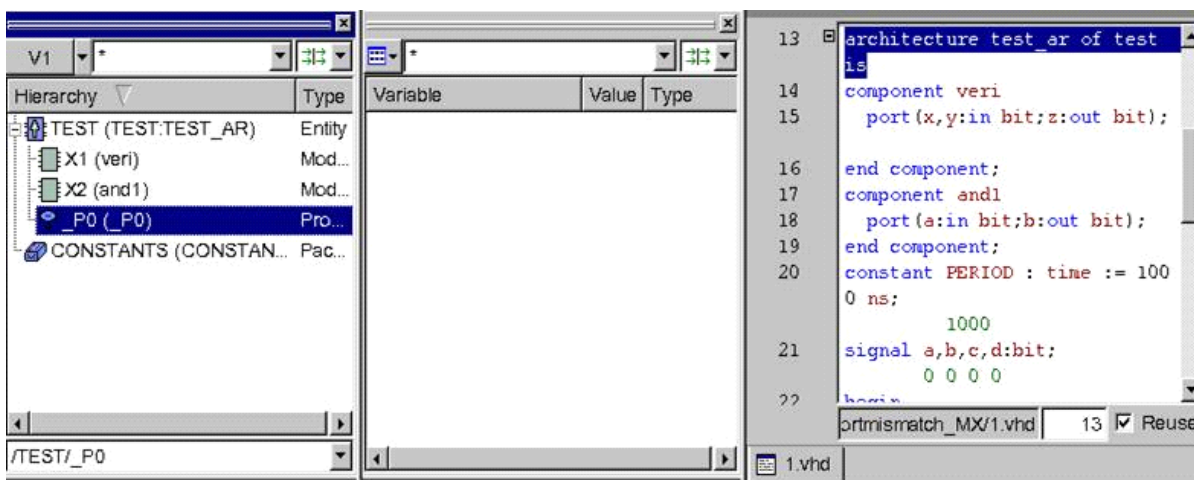 V1
*
Hierarchy
Type
TEST (TEST:TEST_AR)
Entity
X1 (veri)
Mod...
X2 (and1)
Mod...
_P0 (_P0)
Pro...
CONSTANTS (CONSTAN...
Pac...
/TEST/_P0
*
Variable
Value
Type
13 architecture test_ar of test
is
14 component veri
15 port(x,y:in bit;z:out bit);
16 end component;
17 component and1
18 port(a:in bit;b:out bit);
19 end component;
20 constant PERIOD : time := 100
0 ns;
1000
21 signal a,b,c,d:bit;
0 0 0 0
22 begin
ortmismatch_MX/1.vhd
13
Reuse
1.vhd